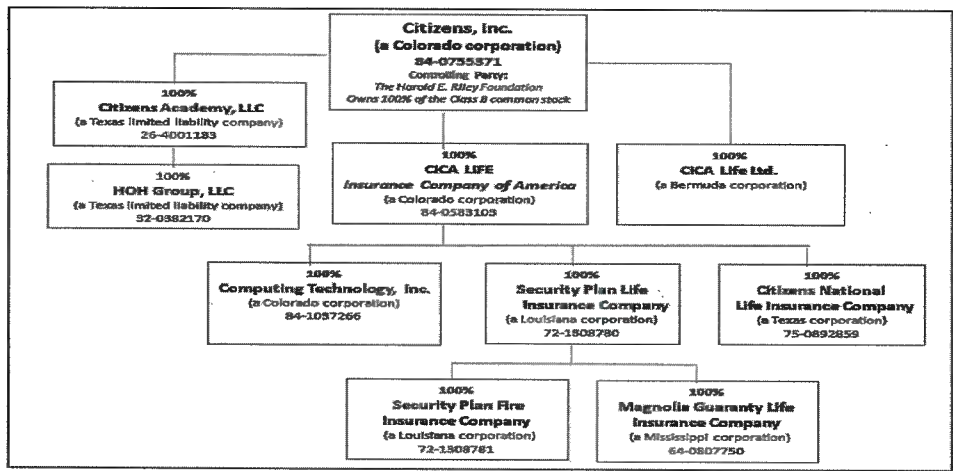 Citizens, Inc.
(a Colorado corporation)
84-0755371
Controlling Party:
The Harold E. Riley Foundation
Owns 100% of the Class B common stock
100%
Citizens Academy, LLC
(a Texas limited liability company)
26-4001183
100%
HOH Group, LLC
(a Texas limited liability company)
32-0382170
100%
CICA LIFE
Insurance Company of America
(a Colorado corporation)
84-0583103
100%
CICA Life Ltd.
(a Bermuda corporation)
100%
Computing Technology, Inc.
(a Colorado corporation)
84-1037266
100%
Security Plan Life
Insurance Company
(a Louisiana corporation)
72-1308780
100%
Citizens National
Life Insurance Company
(a Texas corporation)
75-0892859
100%
Security Plan Fire
Insurance Company
(a Louisiana corporation)
72-1308781
100%
Magnolia Guaranty Life
Insurance Company
(a Mississippi corporation)
64-0807750